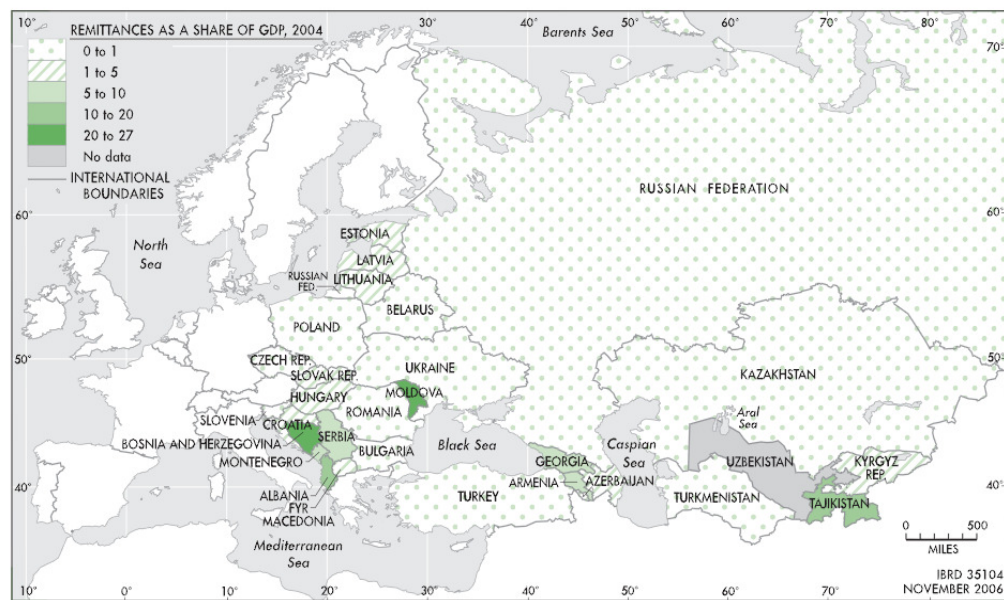 10° 0° 10° 20° 30° 40° 50° 60° 70° 80°
REMITTANCES AS A SHARE OF GDP, 2004
0 to 1
1 to 5
5 to 10
10 to 20
20 to 27
No data
INTERNATIONAL
BOUNDARIES
Barents Sea
70°
70°
RUSSIAN FEDERATION
60°
60°
North
Sea
ESTONIA
LATVIA
RUSSIAN
FED.
LITHUANIA
BELARUS
POLAND
50°
50°
CZECH REP.
SLOVAK REP.
UKRAINE
KAZAKHSTAN
HUNGARY
MOLDOVA
ROMANIA
SLOVENIA
CROATIA
Aral
Sea
BOSNIA AND HERZEGOVINA
SERBIA
BULGARIA
Black Sea
Caspian
Sea
MONTENEGRO
GEORGIA
UZBEKISTAN
KYRGYZ
REP.
40°
40°
ARMENIA
AZERBAIJAN
ALBANIA
FYR
MACEDONIA
TURKEY
TURKMENISTAN
TAJIKISTAN
Mediterranean
Sea
0 500
MILES
IBRD 35104
NOVEMBER 2006
10° 0° 10° 20° 30° 40° 50° 60° 70°